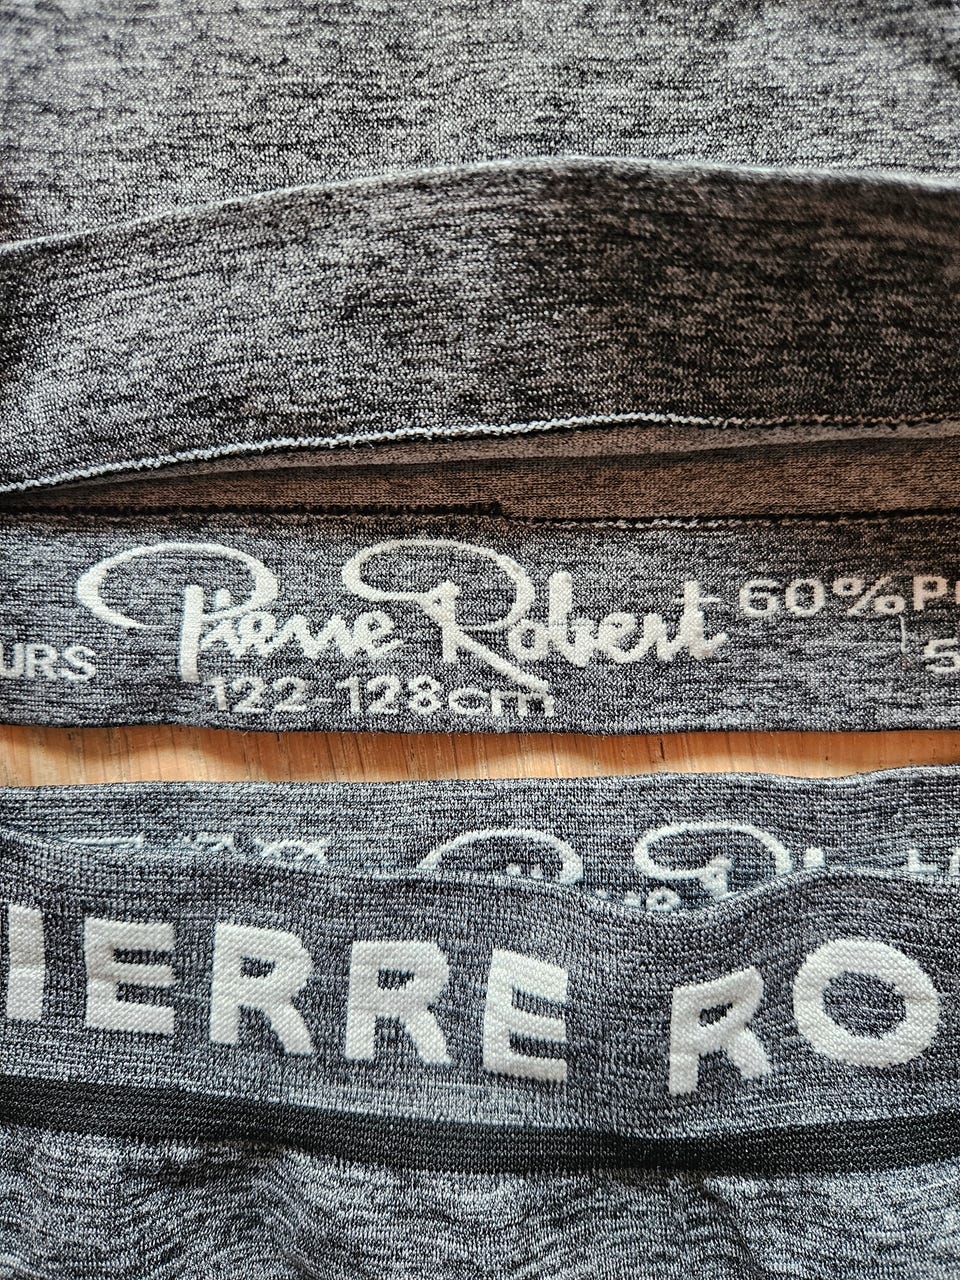 Pierre Robert 60% P
URS 122-128cm 5
IERRE RO